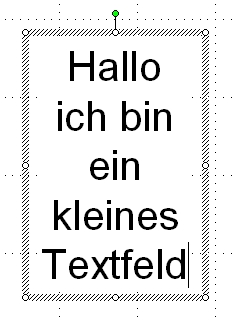 Hallo
ich bin
ein
kleines
Textfeld